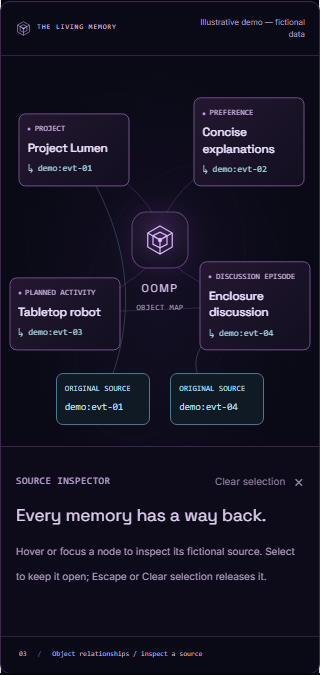 THE LIVING MEMORY
Illustrative demo — fictional
data
PROJECT
Project Lumen
↳ demo:evt-01
PREFERENCE
Concise
explanations
↳ demo:evt-02
OOMP
OBJECT MAP
PLANNED ACTIVITY
Tabletop robot
↳ demo:evt-03
DISCUSSION EPISODE
Enclosure
discussion
↳ demo:evt-04
ORIGINAL SOURCE
demo:evt-01
ORIGINAL SOURCE
demo:evt-04
SOURCE INSPECTOR
Clear selection ×
Every memory has a way back.
Hover or focus a node to inspect its fictional source. Select
to keep it open; Escape or Clear selection releases it.
03 / Object relationships / inspect a source